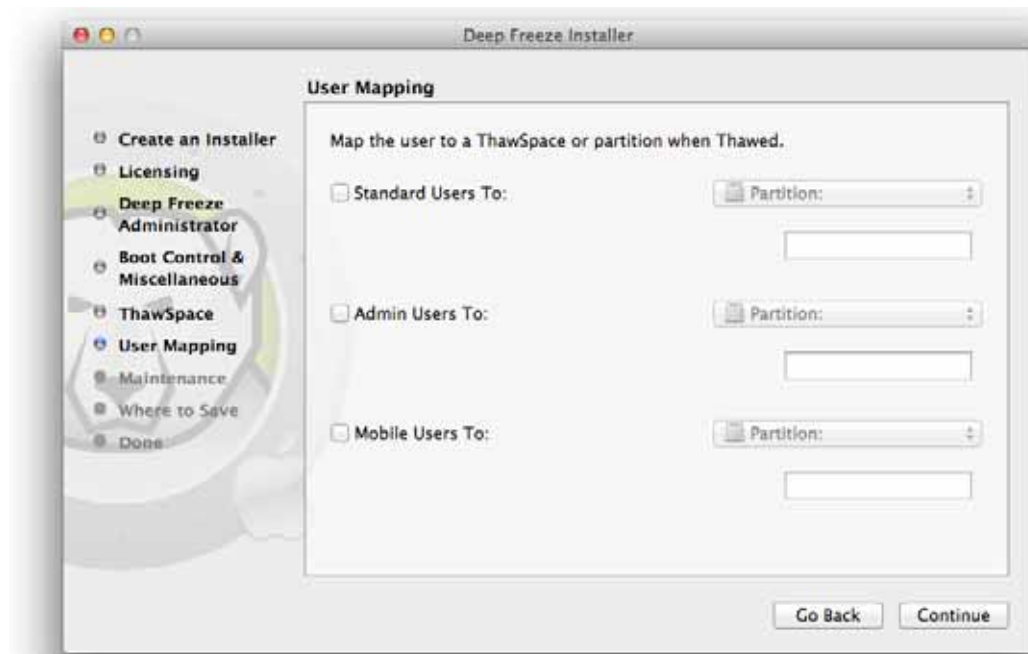 Deep Freeze Installer
User Mapping
Create an Installer
Licensing
Deep Freeze
Administrator
Boot Control &
Miscellaneous
ThawSpace
User Mapping
Maintenance
Where to Save
Done
Map the user to a ThawSpace or partition when Thawed.
Standard Users To:
Partition:
Admin Users To:
Partition:
Mobile Users To:
Partition:
Go Back
Continue